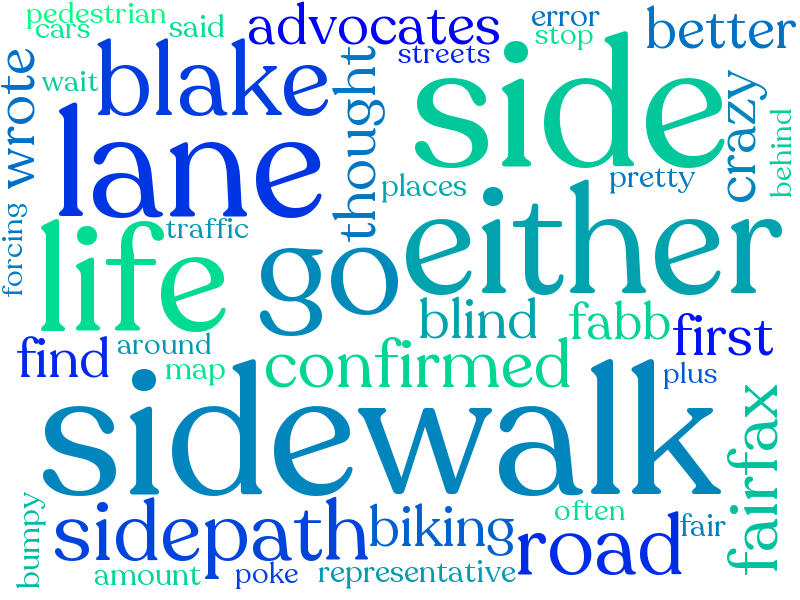 pedestrian
cars
said
advocates
error
stop
better
streets
wait
wrote
blake
thought
side
crazy
behind
lane
places
pretty
forcing
traffic
life
go
either
blind
fabb
first
find
around
map
confirmed
plus
sidewalk
fairfax
bumpy
sidepath
biking
often
road
fair
amount
poke
representative